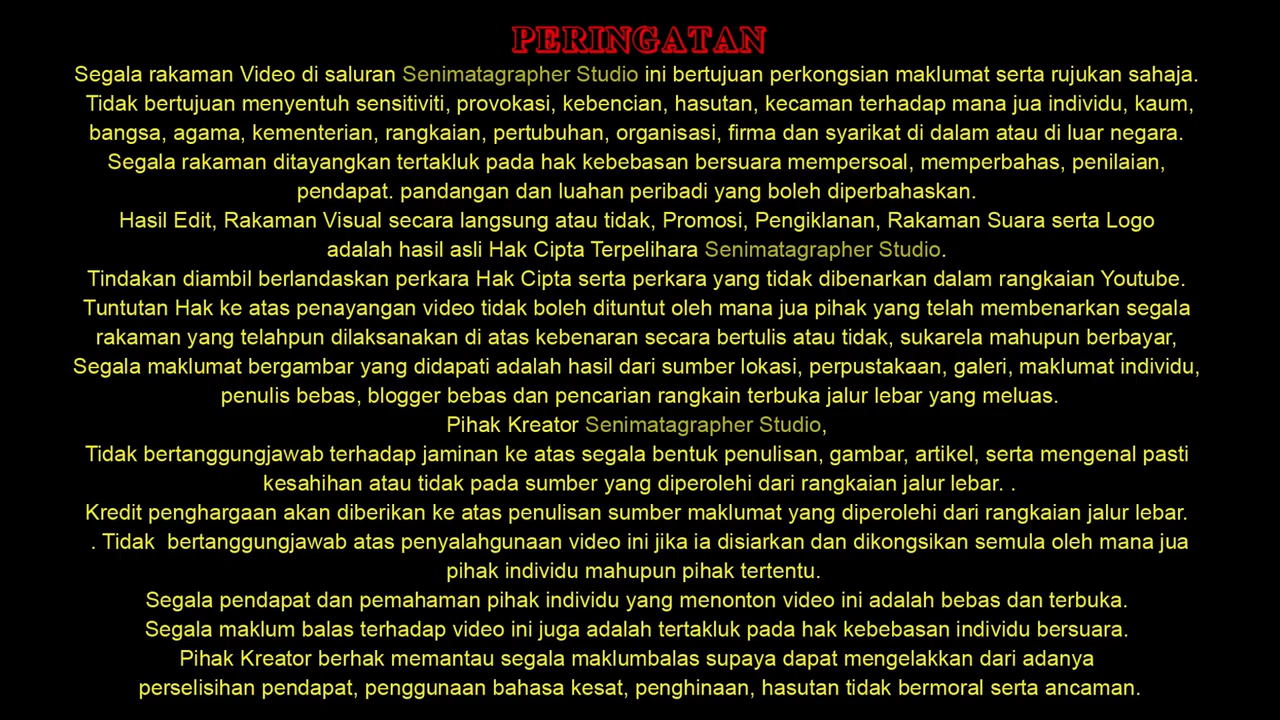 PERINGATAN
Segala rakaman Video di saluran Senimatagrapher Studio ini bertujuan perkongsian maklumat serta rujukan sahaja.
Tidak bertujuan menyentuh sensitiviti, provokasi, kebencian, hasutan, kecaman terhadap mana jua individu, kaum,
bangsa, agama, kementerian, rangkaian, pertubuhan, organisasi, firma dan syarikat di dalam atau di luar negara.
Segala rakaman ditayangkan tertakluk pada hak kebebasan bersuara mempersoal, memperbahas, penilaian,
pendapat. pandangan dan luahan peribadi yang boleh diperbahaskan.
Hasil Edit, Rakaman Visual secara langsung atau tidak, Promosi, Pengiklanan, Rakaman Suara serta Logo
adalah hasil asli Hak Cipta Terpelihara Senimatagrapher Studio.
Tindakan diambil berlandaskan perkara Hak Cipta serta perkara yang tidak dibenarkan dalam rangkaian Youtube.
Tuntutan Hak ke atas penayangan video tidak boleh dituntut oleh mana jua pihak yang telah membenarkan segala
rakaman yang telahpun dilaksanakan di atas kebenaran secara bertulis atau tidak, sukarela mahupun berbayar,
Segala maklumat bergambar yang didapati adalah hasil dari sumber lokasi, perpustakaan, galeri, maklumat individu,
penulis bebas, blogger bebas dan pencarian rangkain terbuka jalur lebar yang meluas.
Pihak Kreator Senimatagrapher Studio,
Tidak bertanggungjawab terhadap jaminan ke atas segala bentuk penulisan, gambar, artikel, serta mengenal pasti
kesahihan atau tidak pada sumber yang diperolehi dari rangkaian jalur lebar. .
Kredit penghargaan akan diberikan ke atas penulisan sumber maklumat yang diperolehi dari rangkaian jalur lebar.
. Tidak  bertanggungjawab atas penyalahgunaan video ini jika ia disiarkan dan dikongsikan semula oleh mana jua
pihak individu mahupun pihak tertentu.
Segala pendapat dan pemahaman pihak individu yang menonton video ini adalah bebas dan terbuka.
Segala maklum balas terhadap video ini juga adalah tertakluk pada hak kebebasan individu bersuara.
Pihak Kreator berhak memantau segala maklumbalas supaya dapat mengelakkan dari adanya
perselisihan pendapat, penggunaan bahasa kesat, penghinaan, hasutan tidak bermoral serta ancaman.